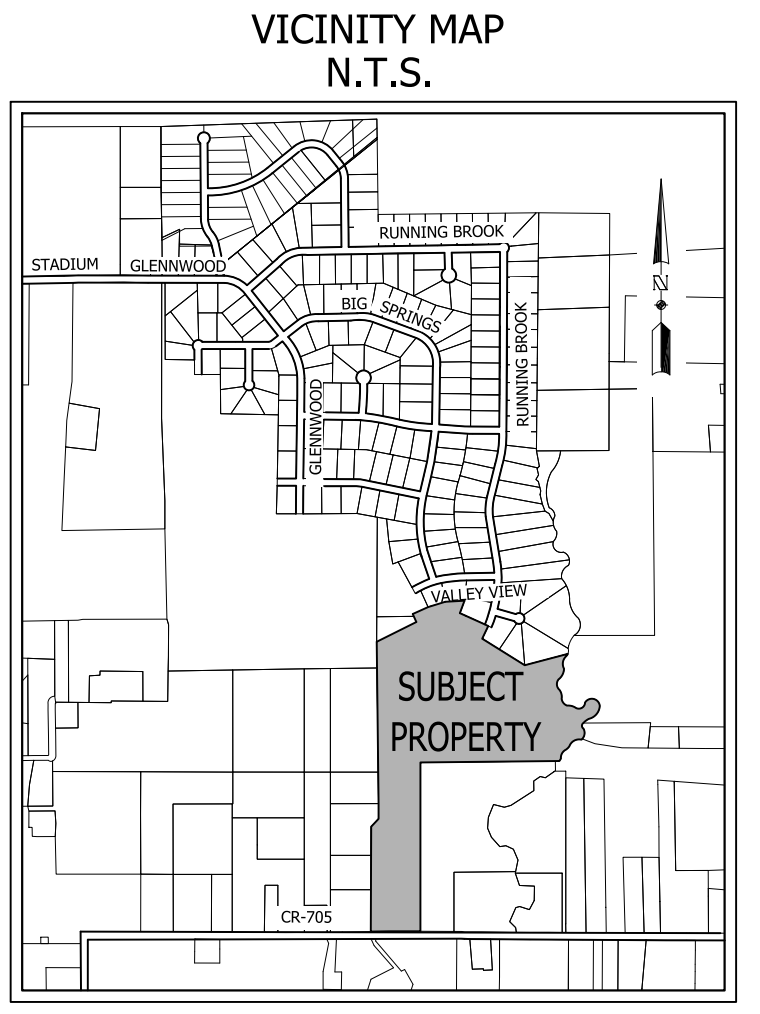 VICINITY MAP
N.T.S.
RUNNING BROOK
STADIUM
GLENNWOOD
N
BIG
SPRINGS
RUNNING BROOK
GLENNWOOD
VALLEY VIEW
SUBJECT
PROPERTY
CR-705